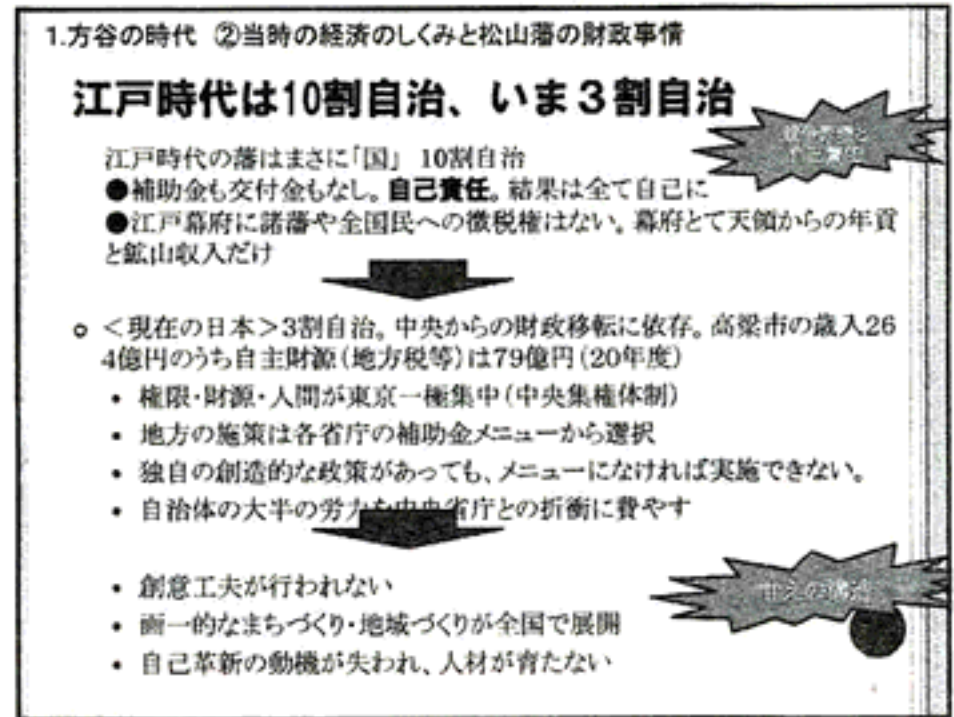 1.方谷の時代 ②当時の経済のしくみと松山藩の財政事情
江戸時代は10割自治、いま３割自治
江戸時代の藩はまさに「国」 10割自治
●補助金も交付金もなし。自己責任。結果は全て自己に
●江戸幕府に諸藩や全国民への徴税権はない。幕府とて天領からの年貢
と鉱山収入だけ
○ ＜現在の日本＞3割自治。中央からの財政移転に依存。高梁市の歳入26
4億円のうち自主財源(地方税等)は79億円(20年度)
• 権限・財源・人間が東京一極集中(中央集権体制)
• 地方の施策は各省庁の補助金メニューから選択
• 独自の創造的な政策があっても、メニューになければ実施できない。
• 自治体の大半の労力を中央省庁との折衝に費やす
• 創意工夫が行われない
• 画一的なまちづくり・地域づくりが全国で展開
• 自己革新の動機が失われ、人材が育たない